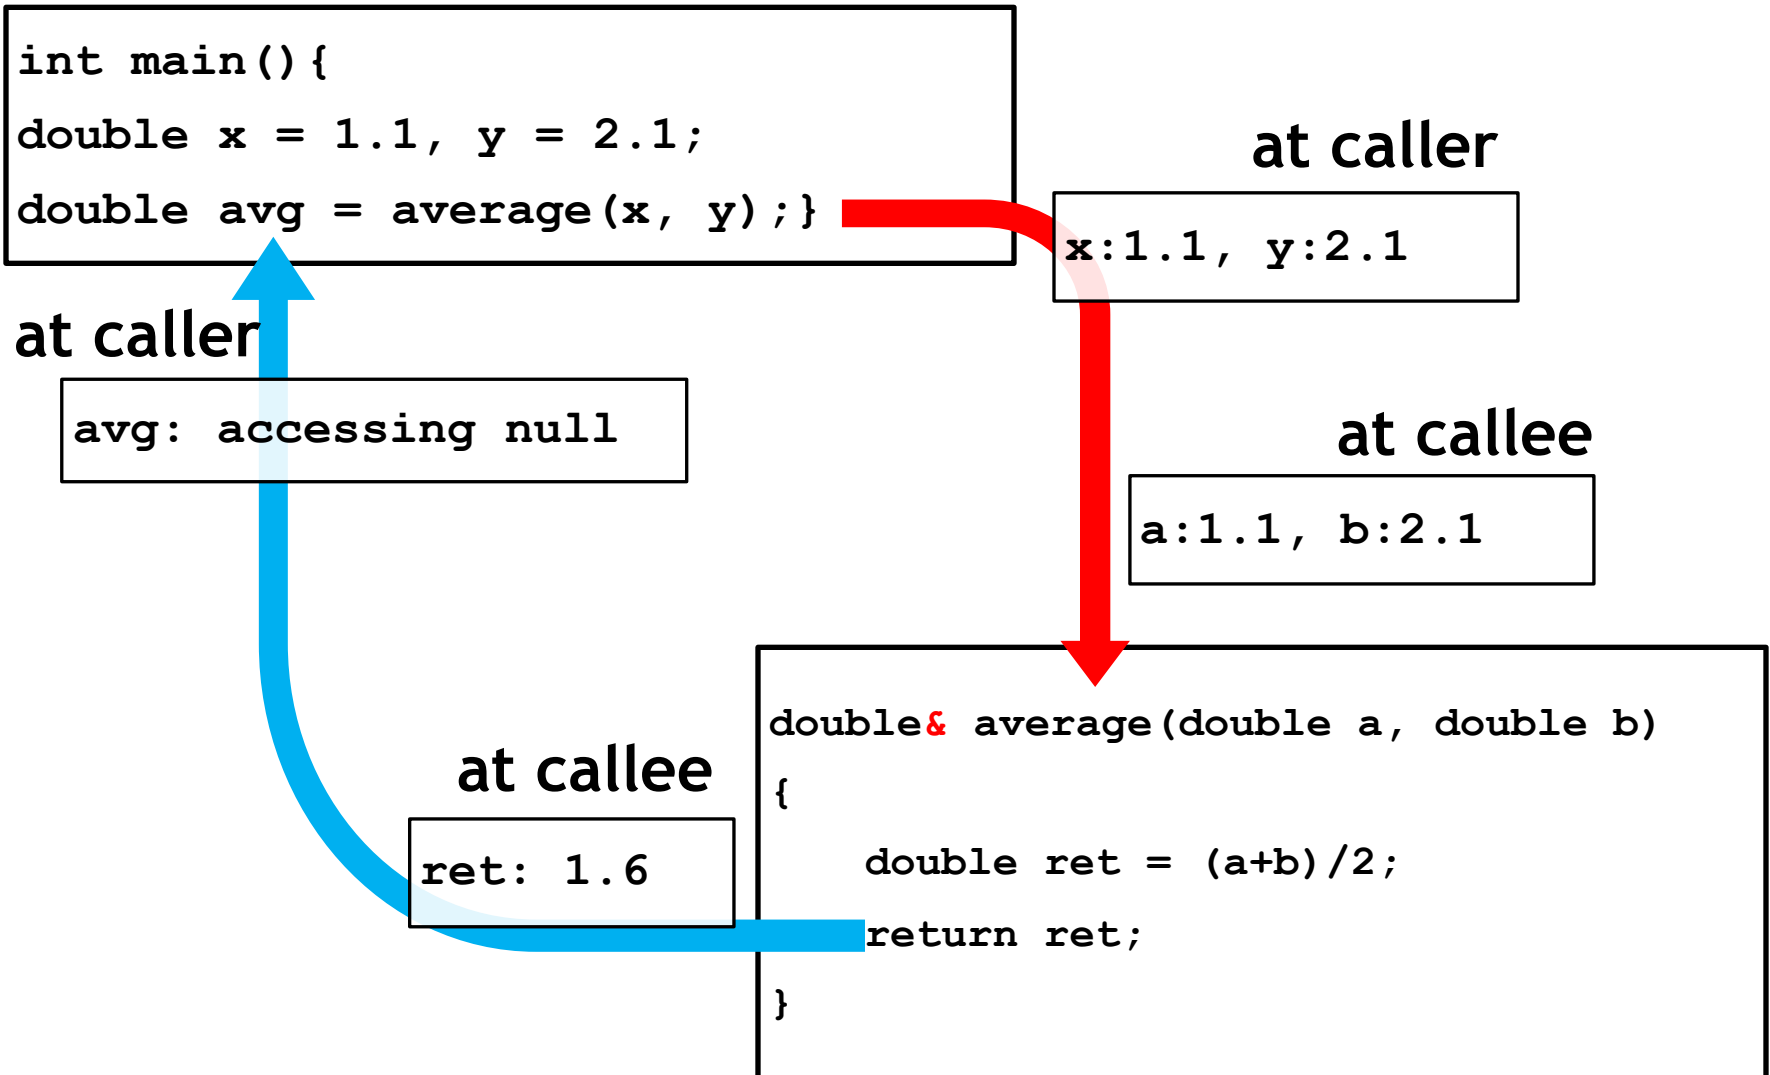 int main(){
double x = 1.1, y = 2.1;
double avg = average(x, y);}
at caller
x:1.1, y:2.1
at callee
a:1.1, b:2.1
double& average(double a, double b)
{
    double ret = (a+b)/2;
    return ret;
}
at callee
ret: 1.6
at caller
avg: accessing null